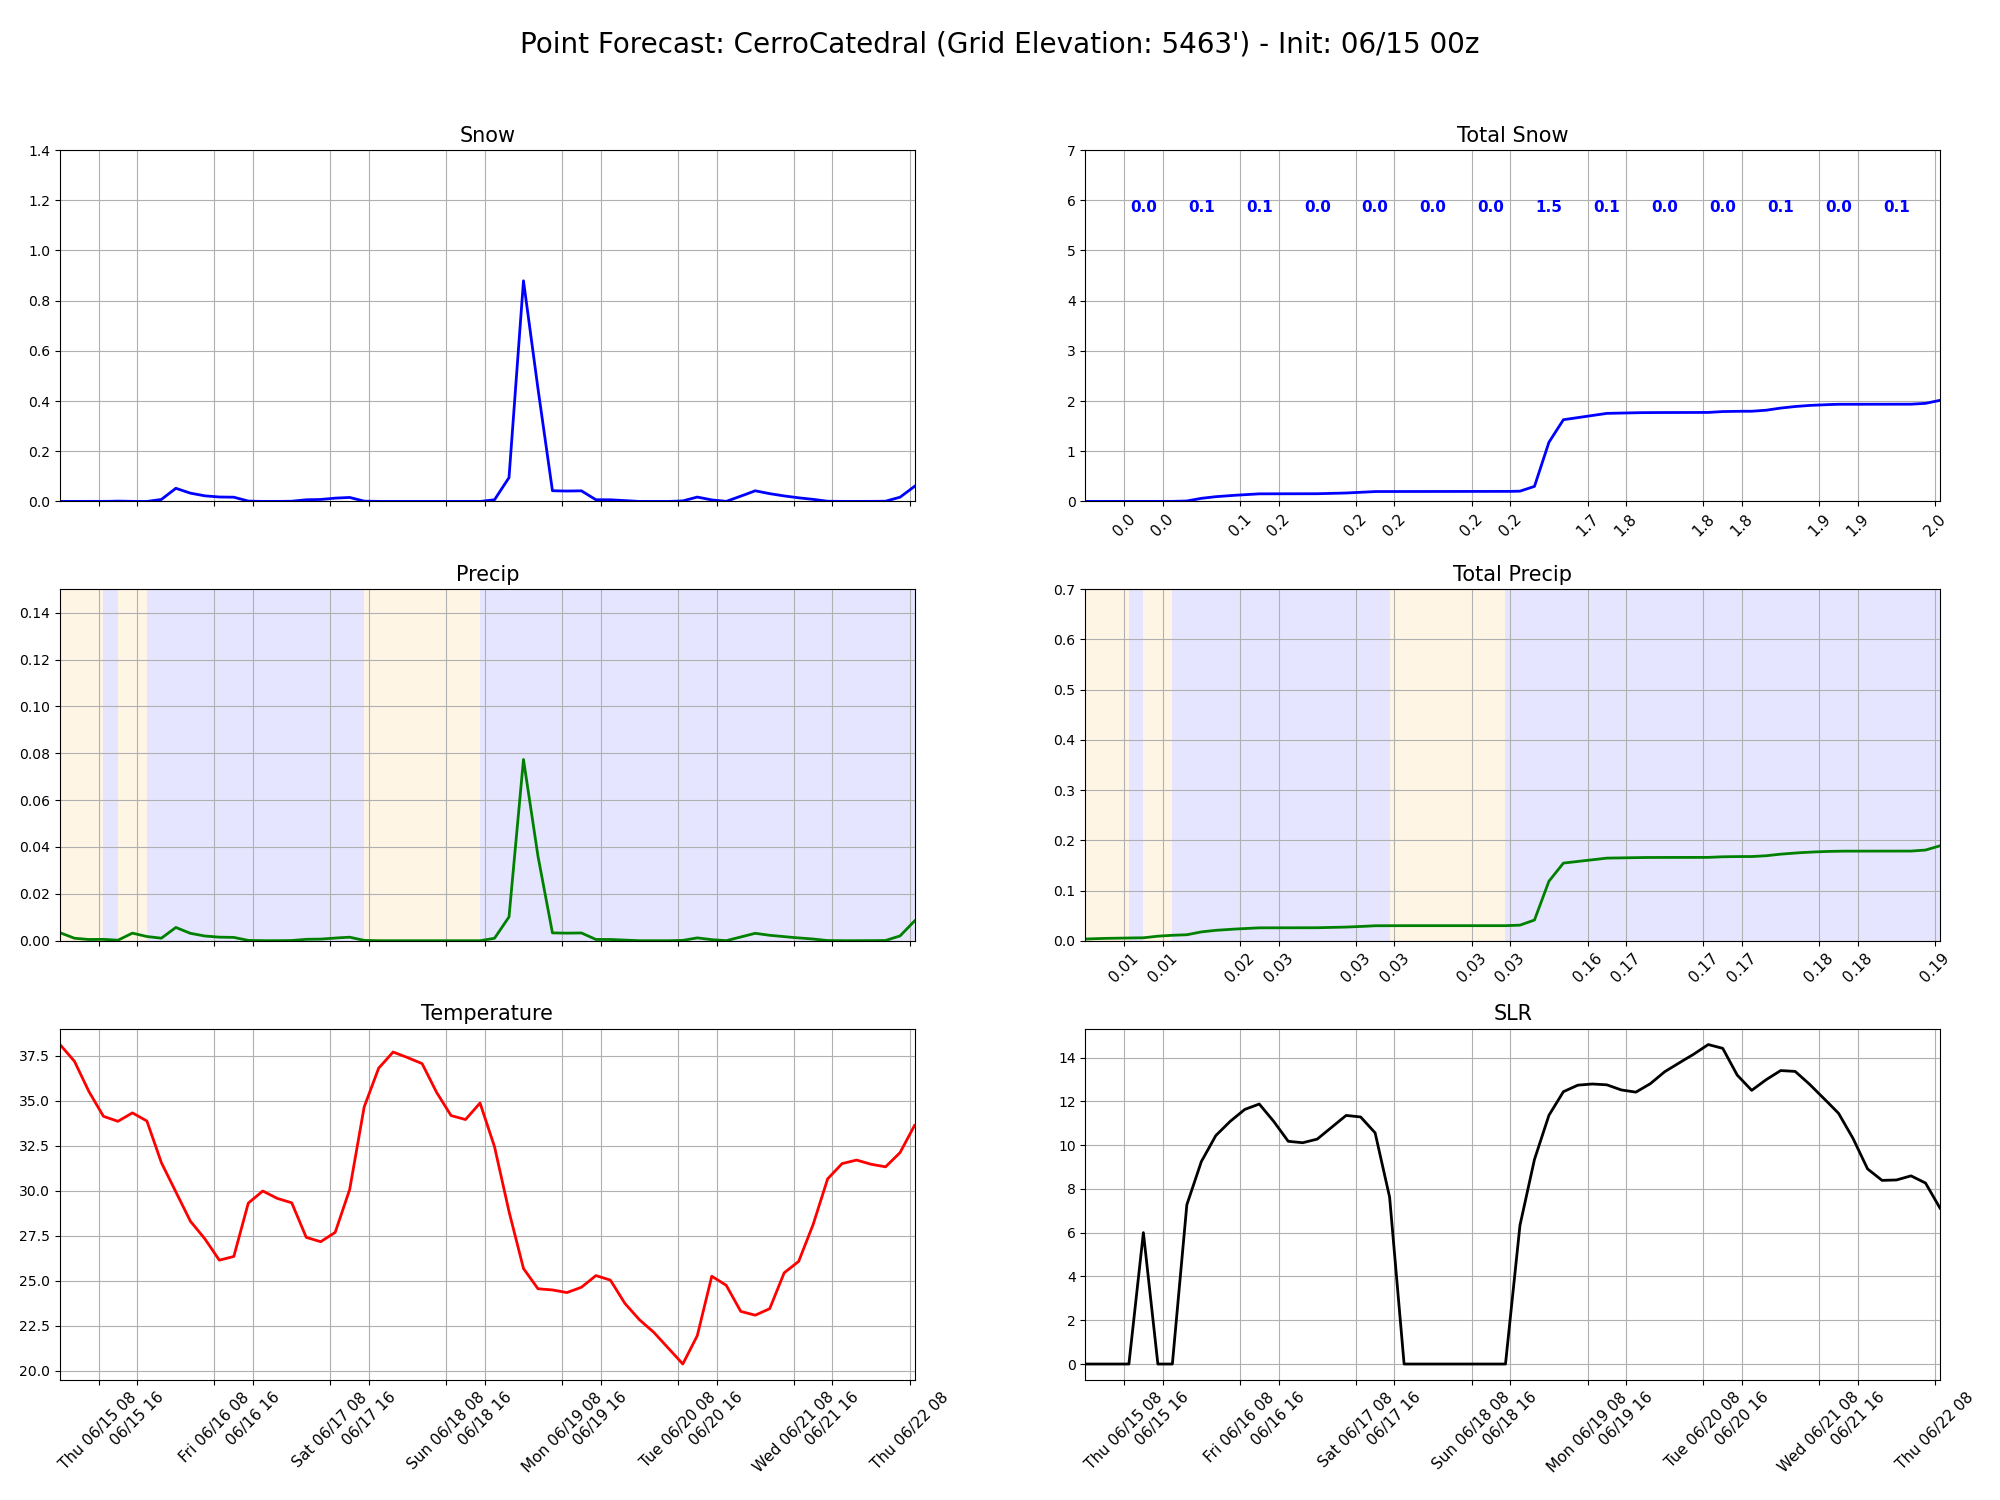 Point Forecast: CerroCatedral (Grid Elevation: 5463') - Init: 06/15 00z
Snow
1.4
1.2
1.0
0.8
0.6
0.4
0.2
0.0
Total Snow
7
6
5
4
3
2
1
0
0.0 0.1 0.1 0.0 0.0 0.0 0.0 1.5 0.1 0.0 0.0 0.1 0.0 0.1
0.0 0.0 0.1 0.2 0.2 0.2 0.2 0.2 1.7 1.8 1.8 1.8 1.9 1.9 2.0
Precip
0.14
0.12
0.10
0.08
0.06
0.04
0.02
0.00
Total Precip
0.7
0.6
0.5
0.4
0.3
0.2
0.1
0.0
0.01 0.01 0.02 0.03 0.03 0.03 0.03 0.03 0.16 0.17 0.17 0.17 0.18 0.18 0.19
Temperature
37.5
35.0
32.5
30.0
27.5
25.0
22.5
20.0
Thu 06/15 08
06/15 16
Fri 06/16 08
06/16 16
Sat 06/17 08
06/17 16
Sun 06/18 08
06/18 16
Mon 06/19 08
06/19 16
Tue 06/20 08
06/20 16
Wed 06/21 08
06/21 16
Thu 06/22 08
SLR
14
12
10
8
6
4
2
0
Thu 06/15 08
06/15 16
Fri 06/16 08
06/16 16
Sat 06/17 08
06/17 16
Sun 06/18 08
06/18 16
Mon 06/19 08
06/19 16
Tue 06/20 08
06/20 16
Wed 06/21 08
06/21 16
Thu 06/22 08